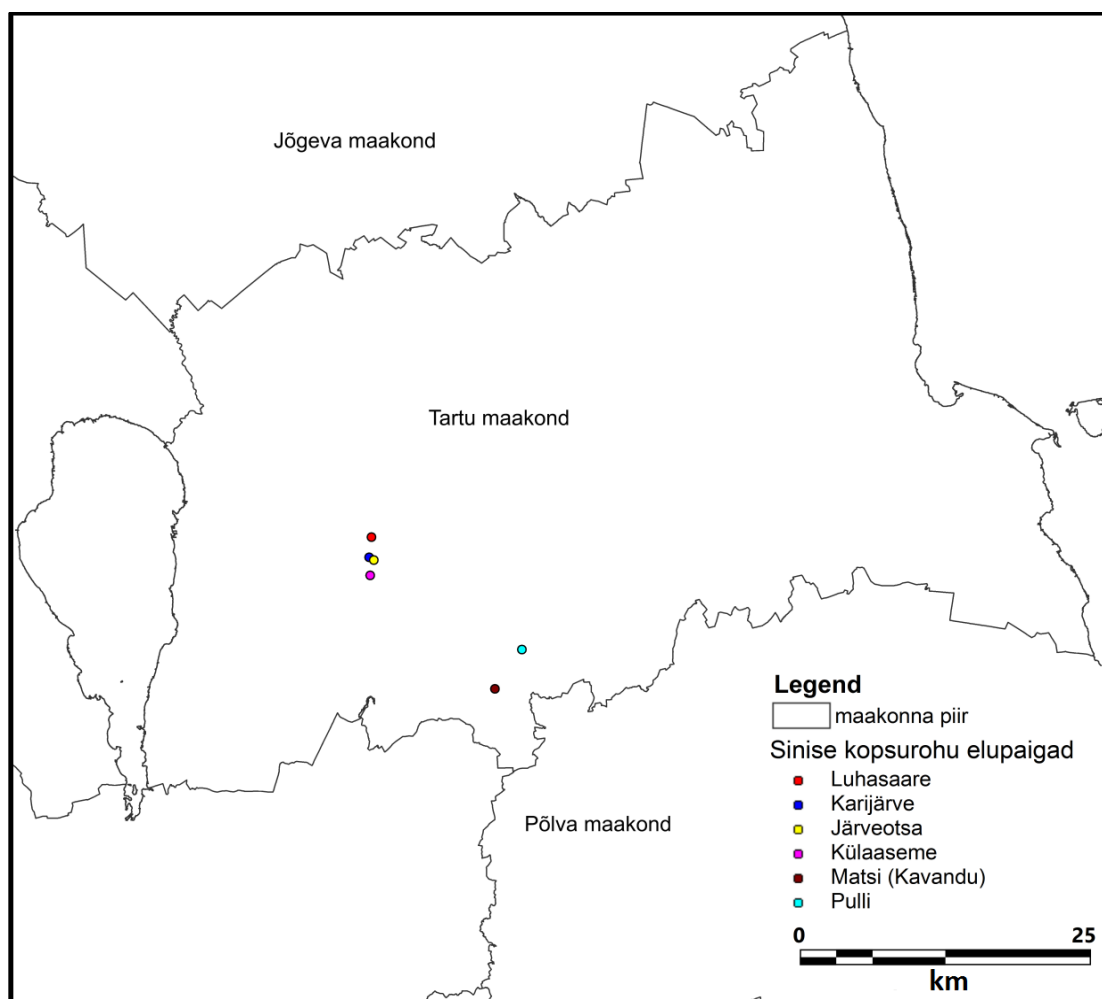 Jõgeva maakond
Tartu maakond
Põlva maakond
Legend
maakonna piir
Sinise kopsurohu elupaigad
Luhasaare
Karijärve
Järveotsa
Külaaseme
Matsi (Kavandu)
Pulli
0 25
km